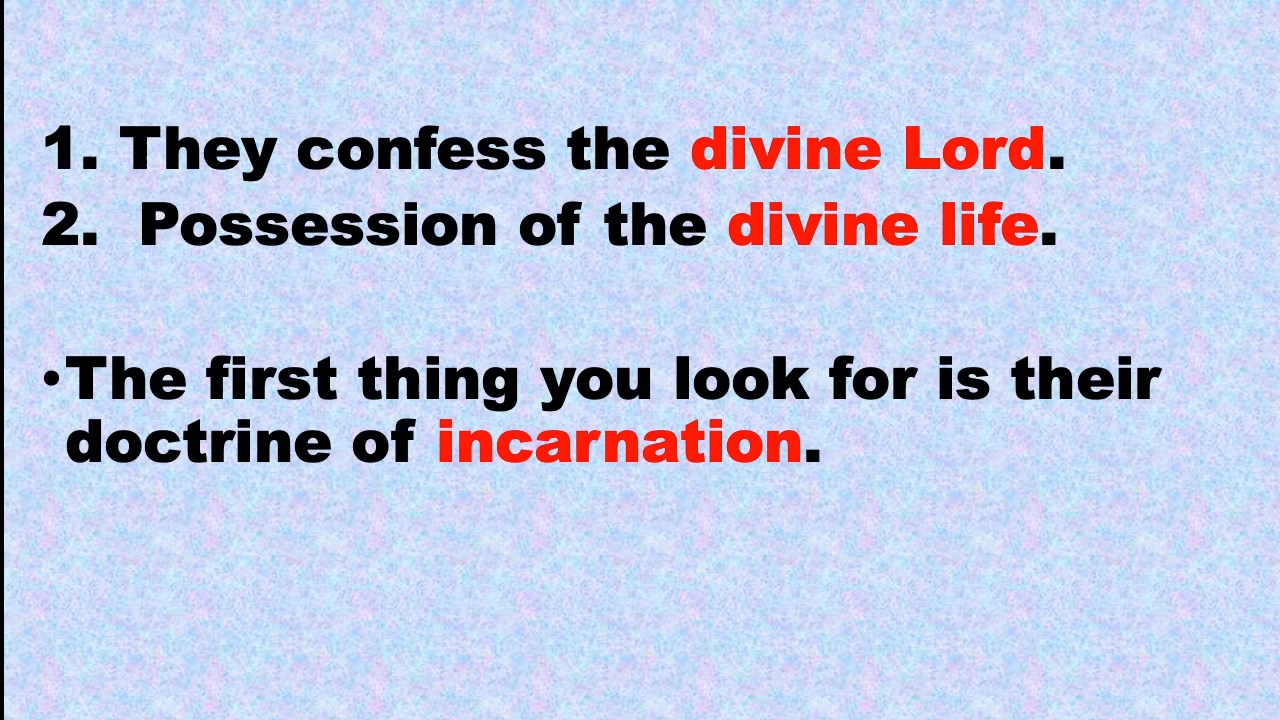 1. They confess the divine Lord.
2.  Possession of the divine life.
•The first thing you look for is their
doctrine of incarnation.